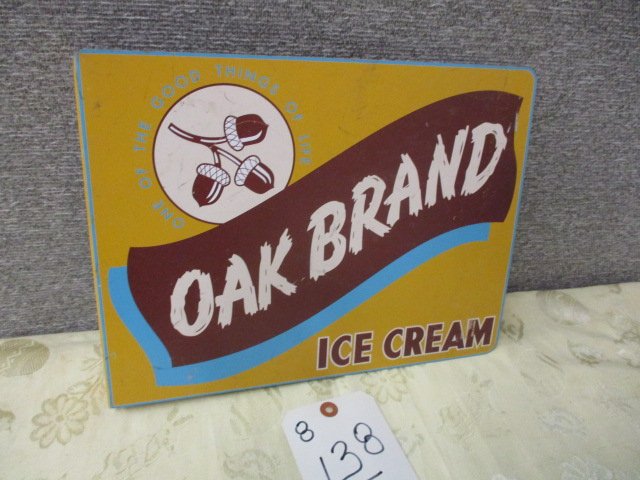 ONE OF THE GOOD THINGS OF LIFE
OAK BRAND
ICE CREAM
8
138